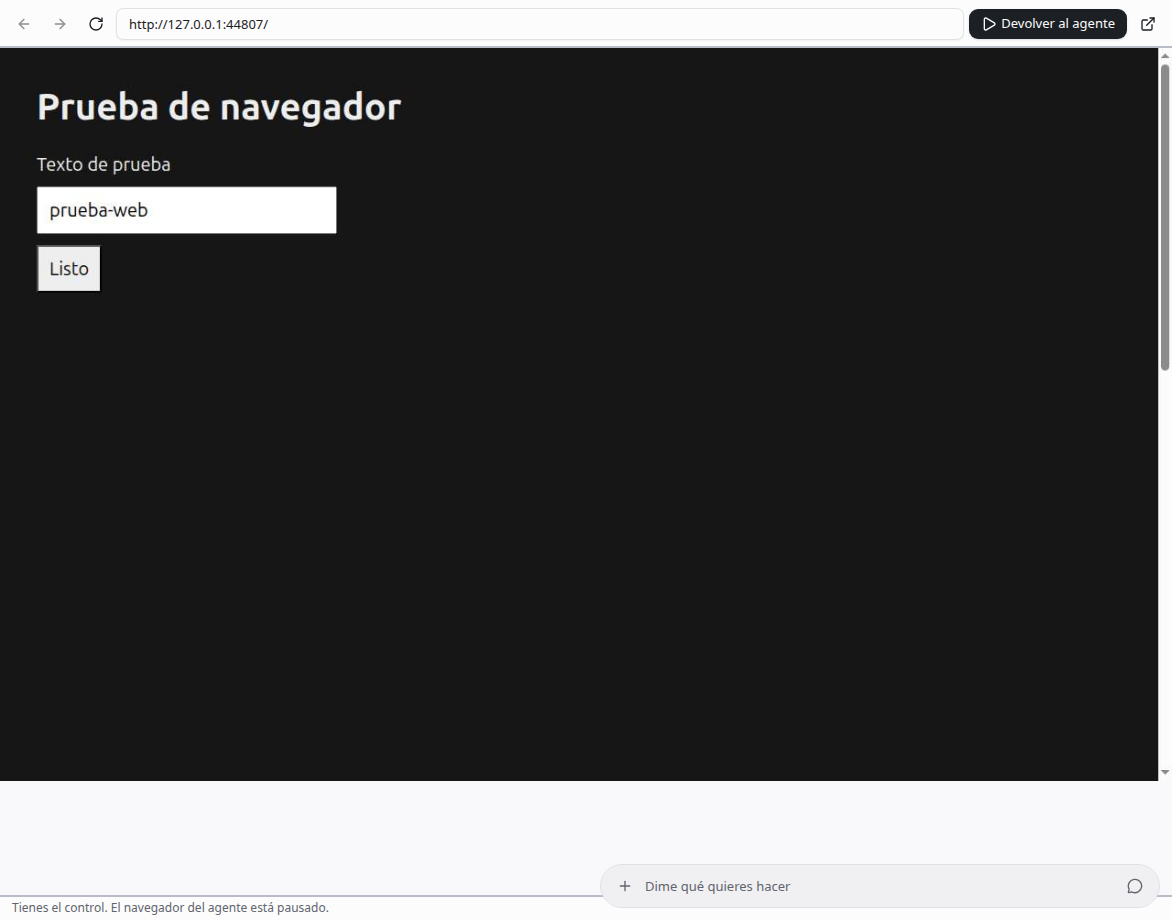 http://127.0.0.1:44807/
Devolver al agente
Prueba de navegador
Texto de prueba
prueba-web
Listo
Dime qué quieres hacer
Tienes el control. El navegador del agente está pausado.